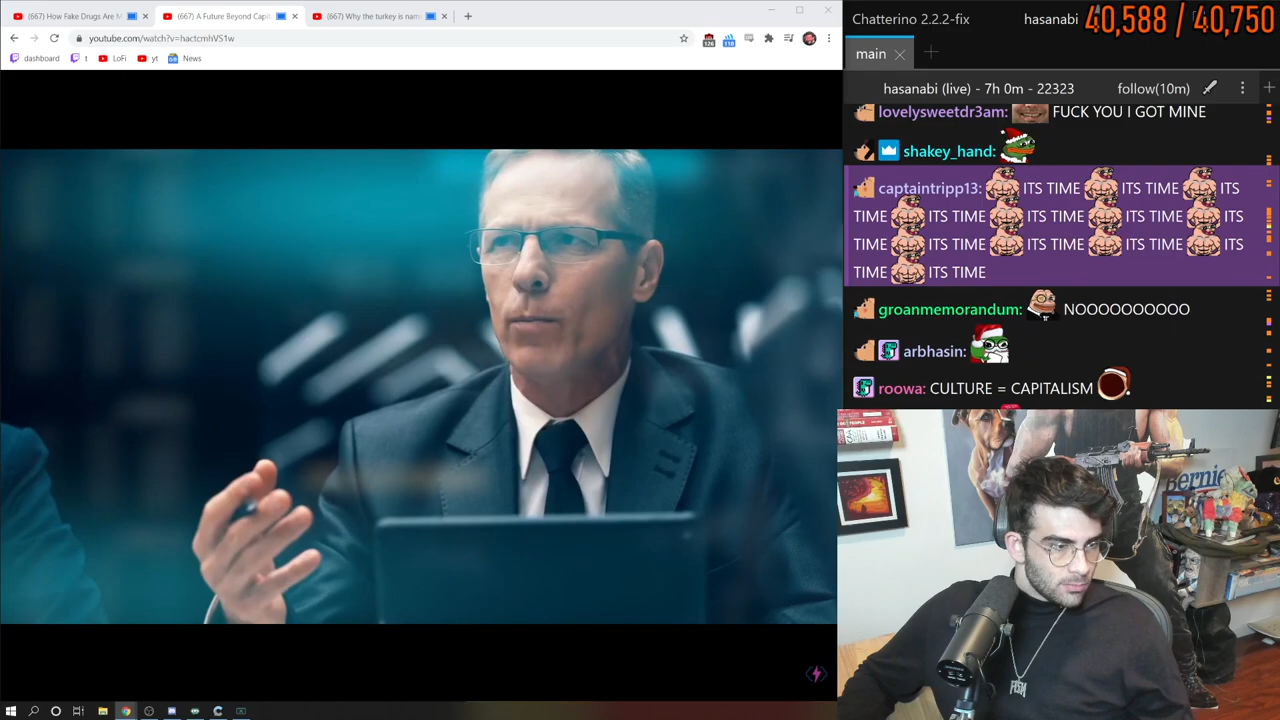 (667) How Fake Drugs Are M
(667) A Future Beyond Capi
(667) Why the turkey is nam
youtube.com/watch?v=hactcmhVS1w
126
118
dashboard
t
LoFi
yt
News
Chatterino 2.2.2-fix
hasanabi
40,588 / 40,750
main
hasanabi (live) - 7h 0m - 22323
follow(10m)
lovelysweetdr3am: FUCK YOU I GOT MINE
shakey_hand:
captaintripp13: ITS TIME ITS TIME ITS
TIME ITS TIME ITS TIME ITS TIME ITS
TIME ITS TIME ITS TIME ITS TIME ITS
TIME ITS TIME
groanmemorandum: NOOOOOOOOOO
arbhasin:
roowa: CULTURE = CAPITALISM
Bernie